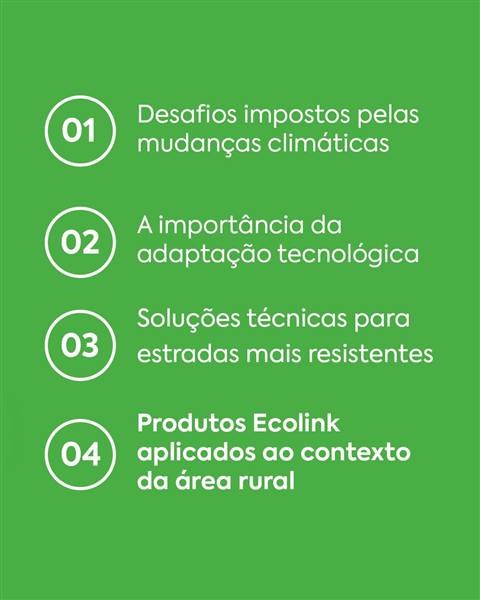 01
Desafios impostos pelas
mudanças climáticas
02
A importância da
adaptação tecnológica
03
Soluções técnicas para
estradas mais resistentes
04
Produtos Ecolink
aplicados ao contexto
da área rural